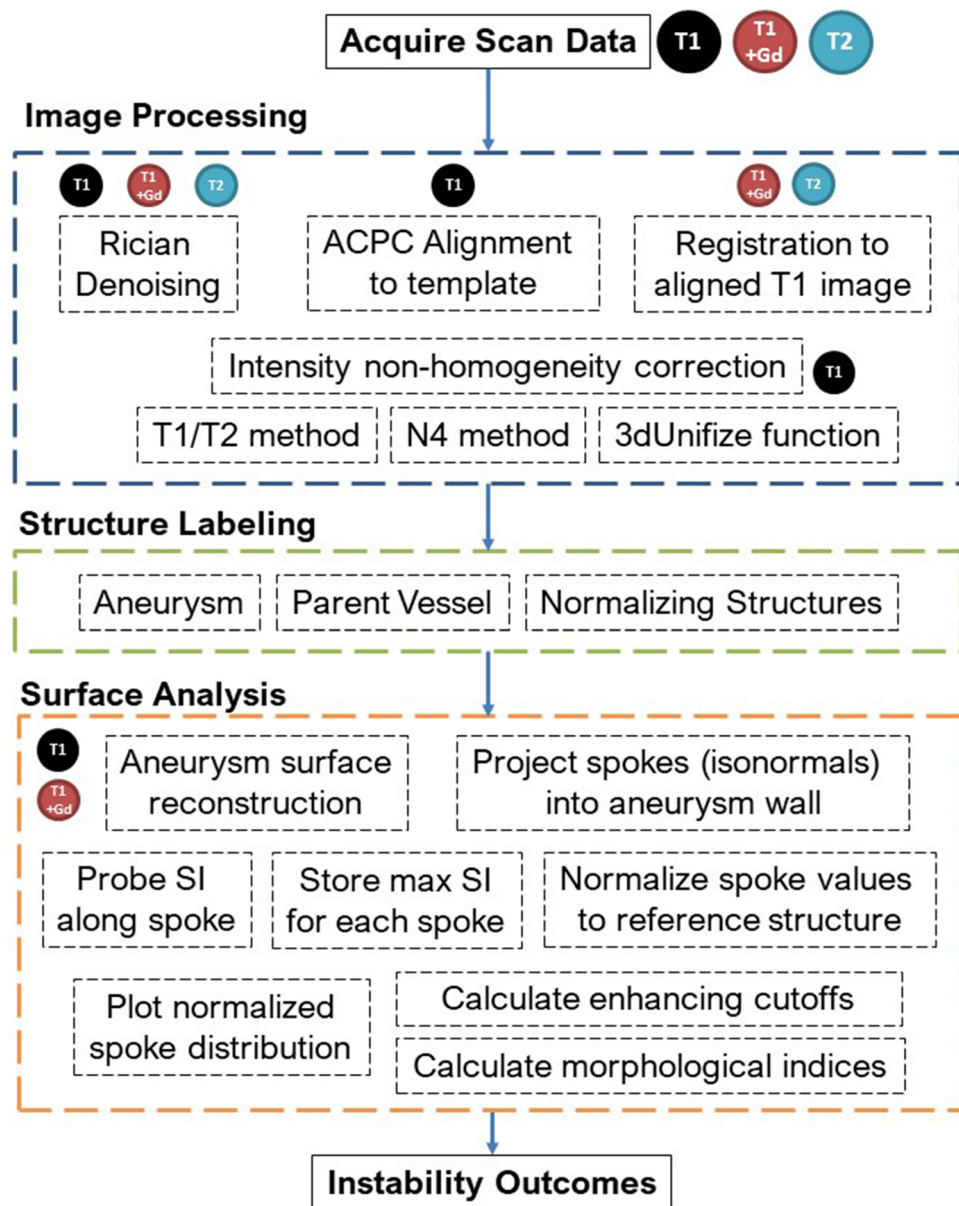 Acquire Scan Data T1 T1 +Gd T2
Image Processing
T1 T1 +Gd T2 T1 T1 +Gd T2
Rician
Denoising
ACPC Alignment
to template
Registration to
aligned T1 image
Intensity non-homogeneity correction T1
T1/T2 method N4 method 3dUnifize function
Structure Labeling
Aneurysm Parent Vessel Normalizing Structures
Surface Analysis
T1
T1
+Gd
Aneurysm surface
reconstruction
Project spokes (isonormals)
into aneurysm wall
Probe SI
along spoke
Store max SI
for each spoke
Normalize spoke values
to reference structure
Plot normalized
spoke distribution
Calculate enhancing cutoffs
Calculate morphological indices
Instability Outcomes